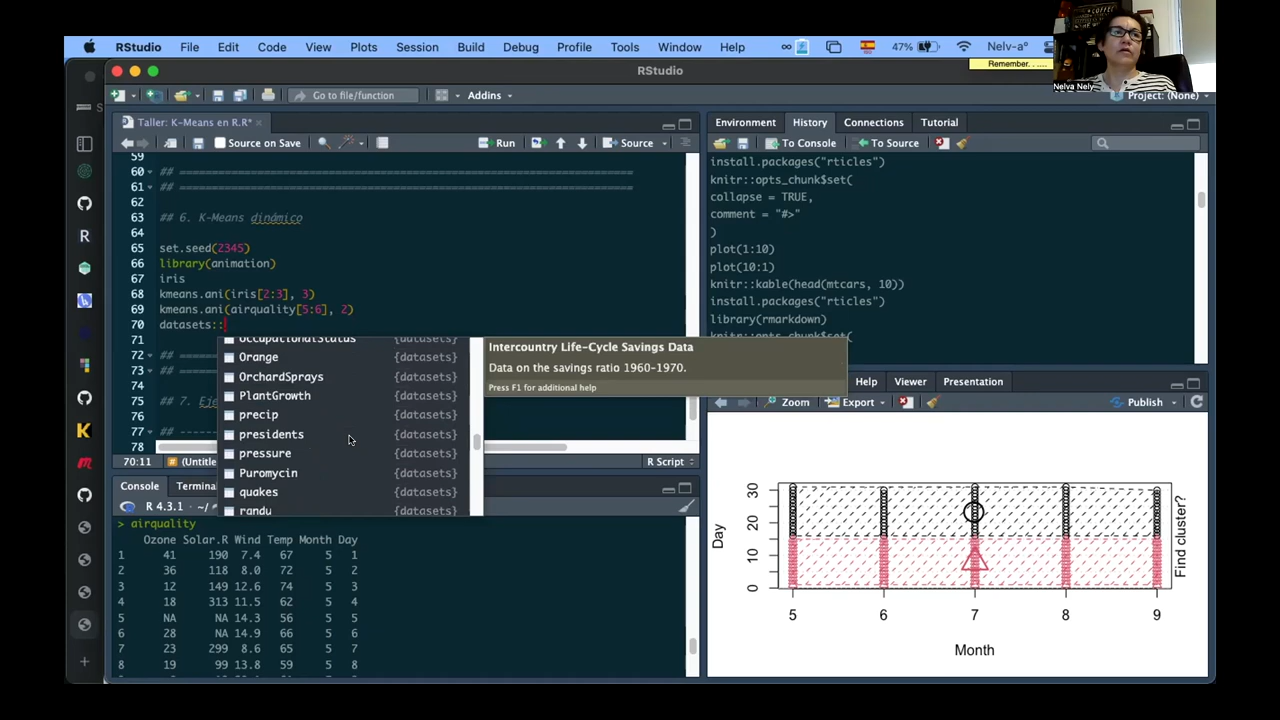 RStudio File Edit Code View Plots Session Build Debug Profile Tools Window Help
47%
Nelv-a°
Remember. . ....
Nelva Nely
RStudio
Go to file/function
Addins
Project: (None)
Taller: K-Means en R.R*
Source on Save
Run
Source
59
60 ## =================================================================
61 ## =================================================================
62
63 ## 6. K-Means dinámico
64
65 set.seed(2345)
66 library(animation)
67 iris
68 kmeans.ani(iris[2:3], 3)
69 kmeans.ani(airquality[5:6], 2)
70 datasets::
71
72 ##
73 ##
74
75 ## 7. Eje
76
77 ##
78
OccupationalStatus {datasets}
Orange {datasets}
OrchardSprays {datasets}
PlantGrowth {datasets}
precip {datasets}
presidents {datasets}
pressure {datasets}
Puromycin {datasets}
quakes {datasets}
randu {datasets}
Intercountry Life-Cycle Savings Data
Data on the savings ratio 1960-1970.
Press F1 for additional help
70:11
(Untitle
R Script
Console
Termina
R 4.3.1 · ~/
> airquality
Ozone Solar.R Wind Temp Month Day
1 41 190 7.4 67 5 1
2 36 118 8.0 72 5 2
3 12 149 12.6 74 5 3
4 18 313 11.5 62 5 4
5 NA NA 14.3 56 5 5
6 28 NA 14.9 66 5 6
7 23 299 8.6 65 5 7
8 19 99 13.8 59 5 8
Environment History Connections Tutorial
To Console
To Source
install.packages("rticles")
knitr::opts_chunk$set(
collapse = TRUE,
comment = "#>"
)
plot(1:10)
plot(10:1)
knitr::kable(head(mtcars, 10))
install.packages("rticles")
library(rmarkdown)
knitr::opts_chunk$set(
Help Viewer Presentation
Zoom
Export
Publish
30
20
10
0
Day
Find cluster?
5 6 7 8 9
Month